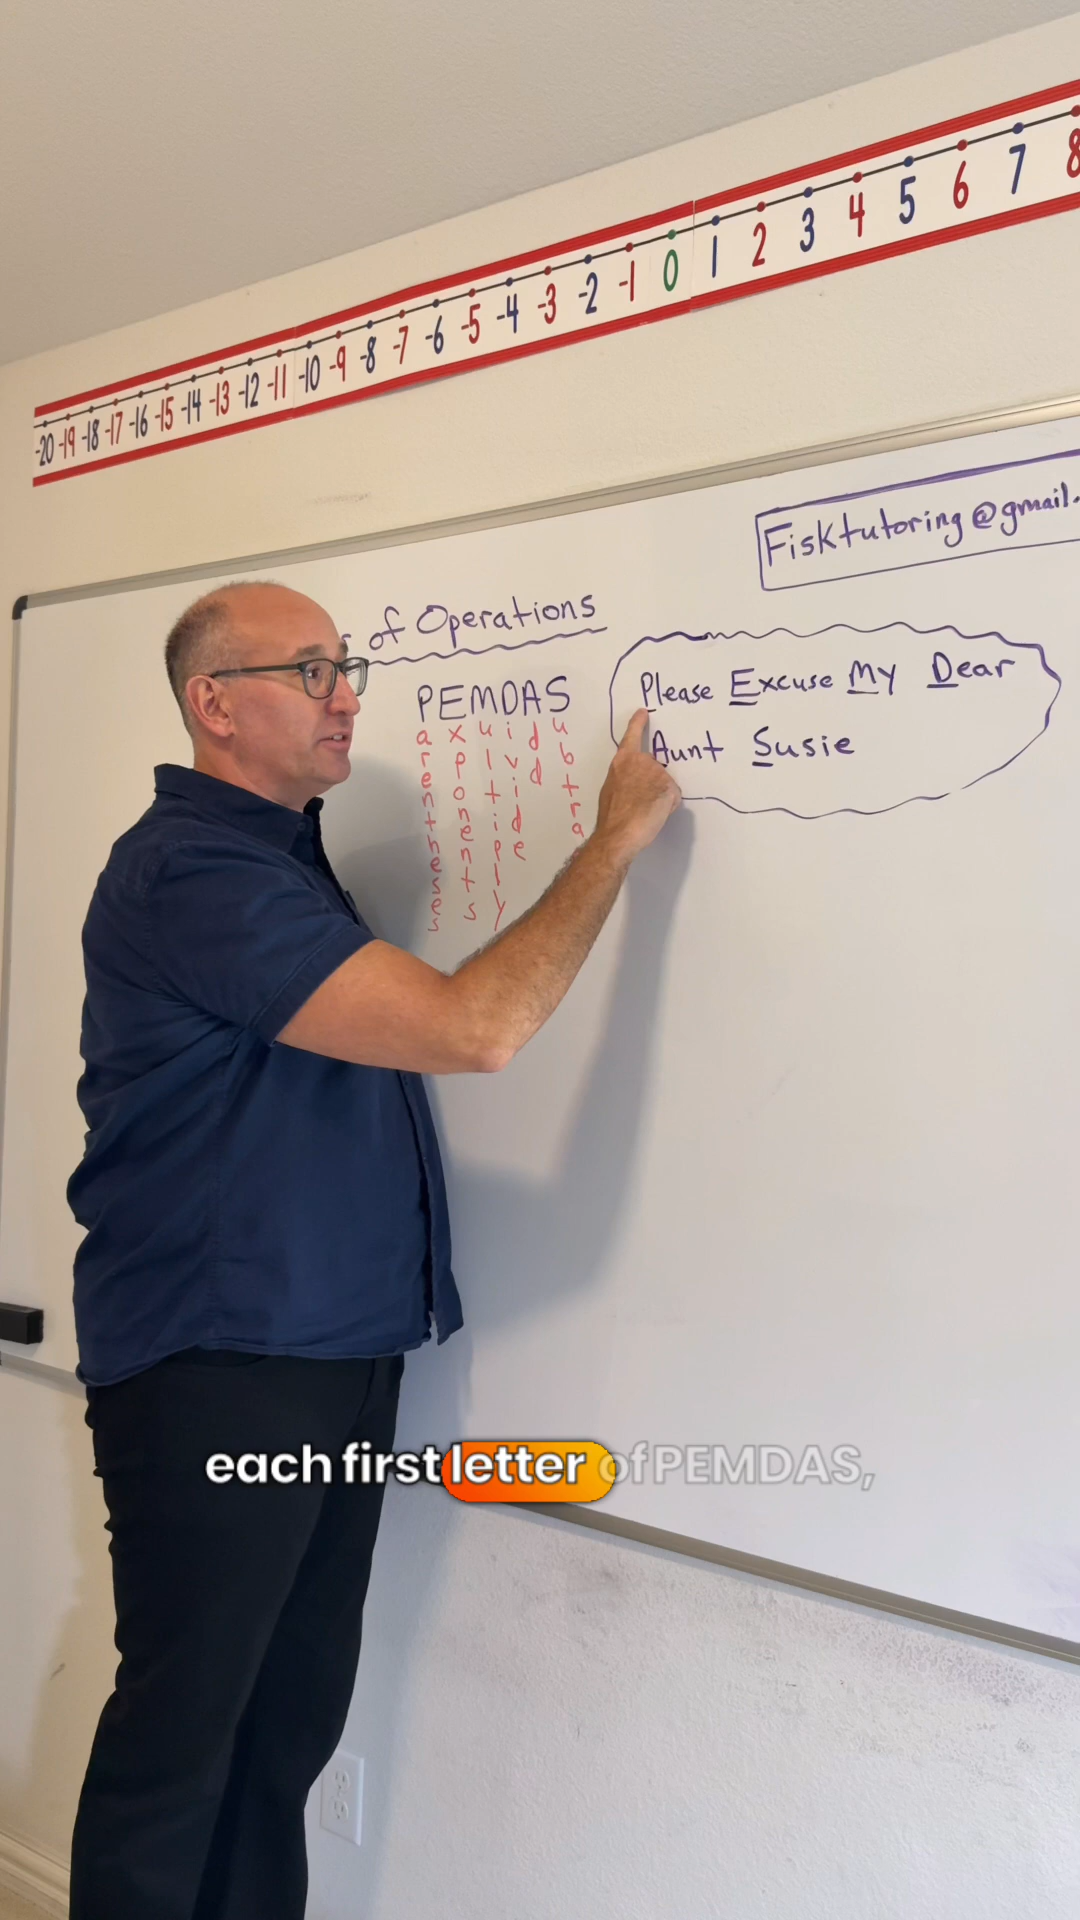 -20 -19 -18 -17 -16 -15 -14 -13 -12 -11 -10 -9 -8 -7 -6 -5 -4 -3 -2 -1 0 1 2 3 4 5 6 7 8
Fisktutoring@gmail.
of Operations
PEMDAS
arentheses
xponents
ultiply
ivide
dd
ubtra
Please Excuse My Dear
Aunt Susie
each first letter of PEMDAS,